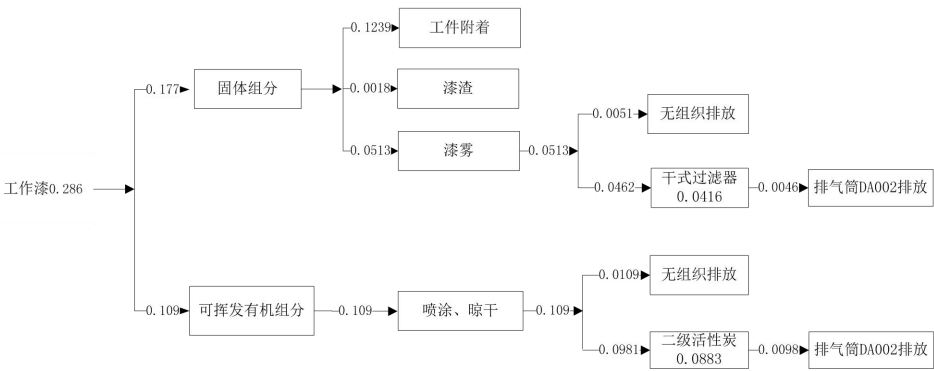 0.1239
工件附着
0.177
固体组分
0.0018
漆渣
0.0051
无组织排放
0.0513
漆雾
0.0513
工作漆0.286
0.0462
干式过滤器
0.0416
0.0046
排气筒DA002排放
0.0109
无组织排放
0.109
可挥发有机组分
0.109
喷涂、晾干
0.109
0.0981
二级活性炭
0.0883
0.0098
排气筒DA002排放